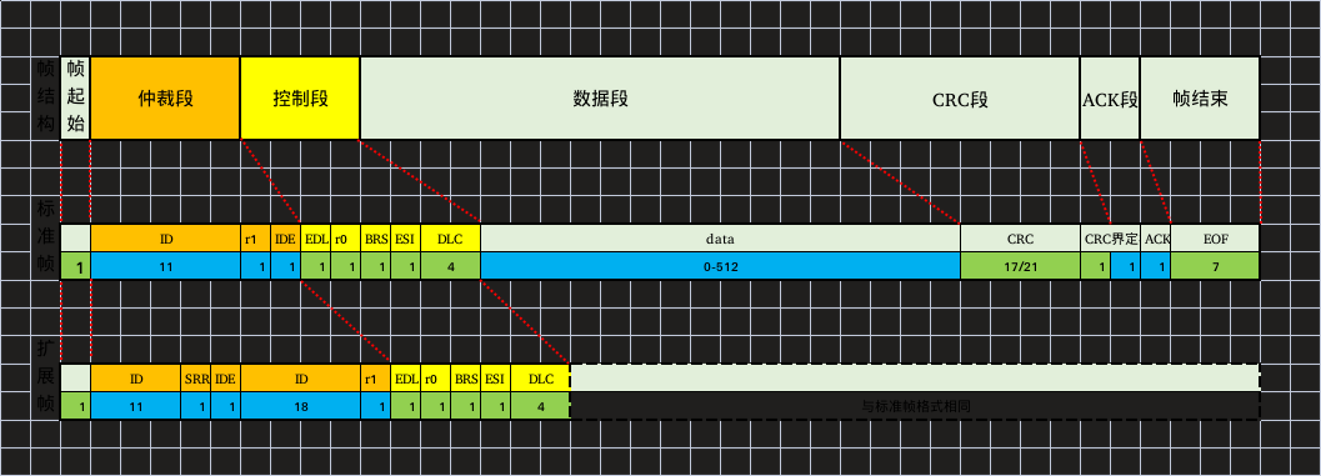 帧结构
帧起始 仲裁段 控制段 数据段 CRC段 ACK段 帧结束
标准帧
ID r1 IDE EDL r0 BRS ESI DLC data CRC CRC界定 ACK EOF
1 11 1 1 1 1 1 1 4 0-512 17/21 1 1 1 7
扩展帧
ID SRR IDE ID r1 EDL r0 BRS ESI DLC
1 11 1 1 18 1 1 1 1 1 4 与标准帧格式相同